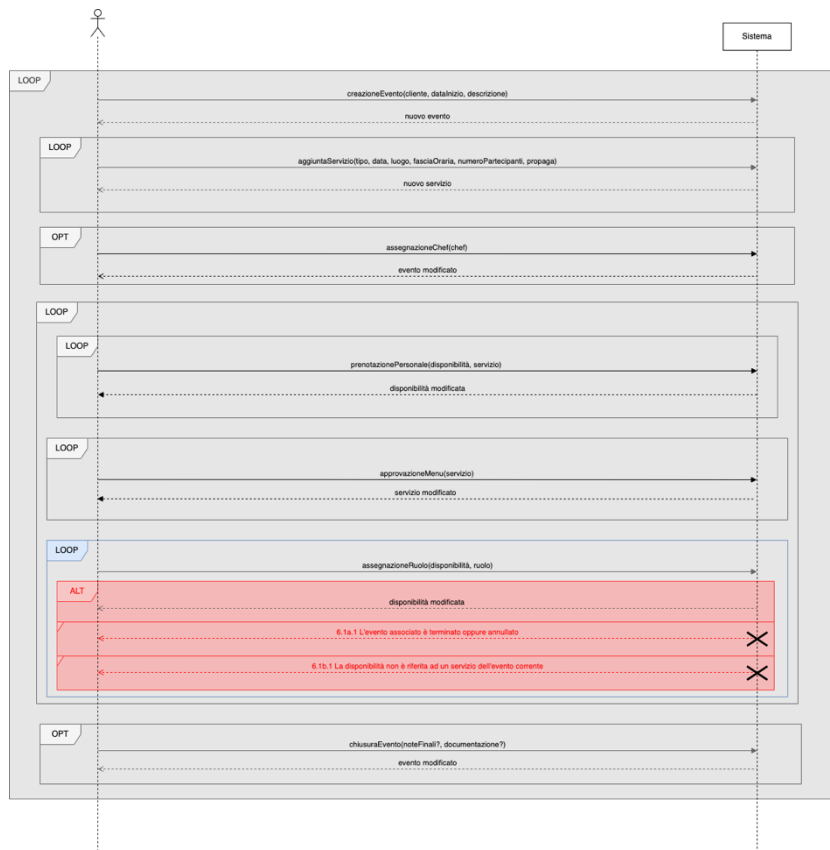 Sistema
LOOP
creazioneEvento(cliente, dataInizio, descrizione)
nuovo evento
LOOP
aggiuntaServizio(tipo, data, luogo, fasciaOraria, numeroPartecipanti, propaga)
nuovo servizio
OPT
assegnazioneChef(chef)
evento modificato
LOOP
LOOP
prenotazionePersonale(disponibilità, servizio)
disponibilità modificata
LOOP
approvazioneMenu(servizio)
servizio modificato
LOOP
assegnazioneRuolo(disponibilità, ruolo)
ALT
disponibilità modificata
6.1a.1 L'evento associato è terminato oppure annullato
6.1b.1 La disponibilità non è riferita ad un servizio dell'evento corrente
OPT
chiusuraEvento(noteFinali?, documentazione?)
evento modificato